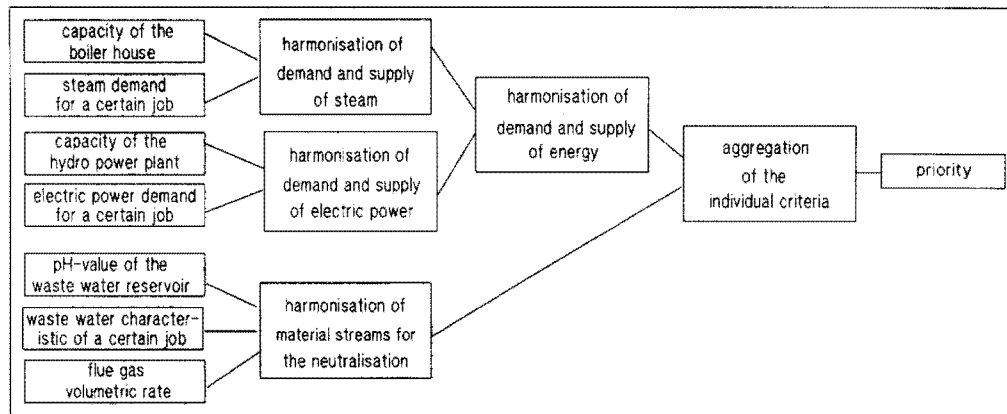 capacity of the
boiler house
steam demand
for a certain job
harmonisation of
demand and supply
of steam
capacity of the
hydro power plant
electric power demand
for a certain job
harmonisation of
demand and supply
of electric power
harmonisation of
demand and supply
of energy
pH-value of the
waste water reservoir
waste water character-
istic of a certain job
flue gas
volumetric rate
harmonisation of
material streams for
the neutralisation
aggregation
of the
individual criteria
priority